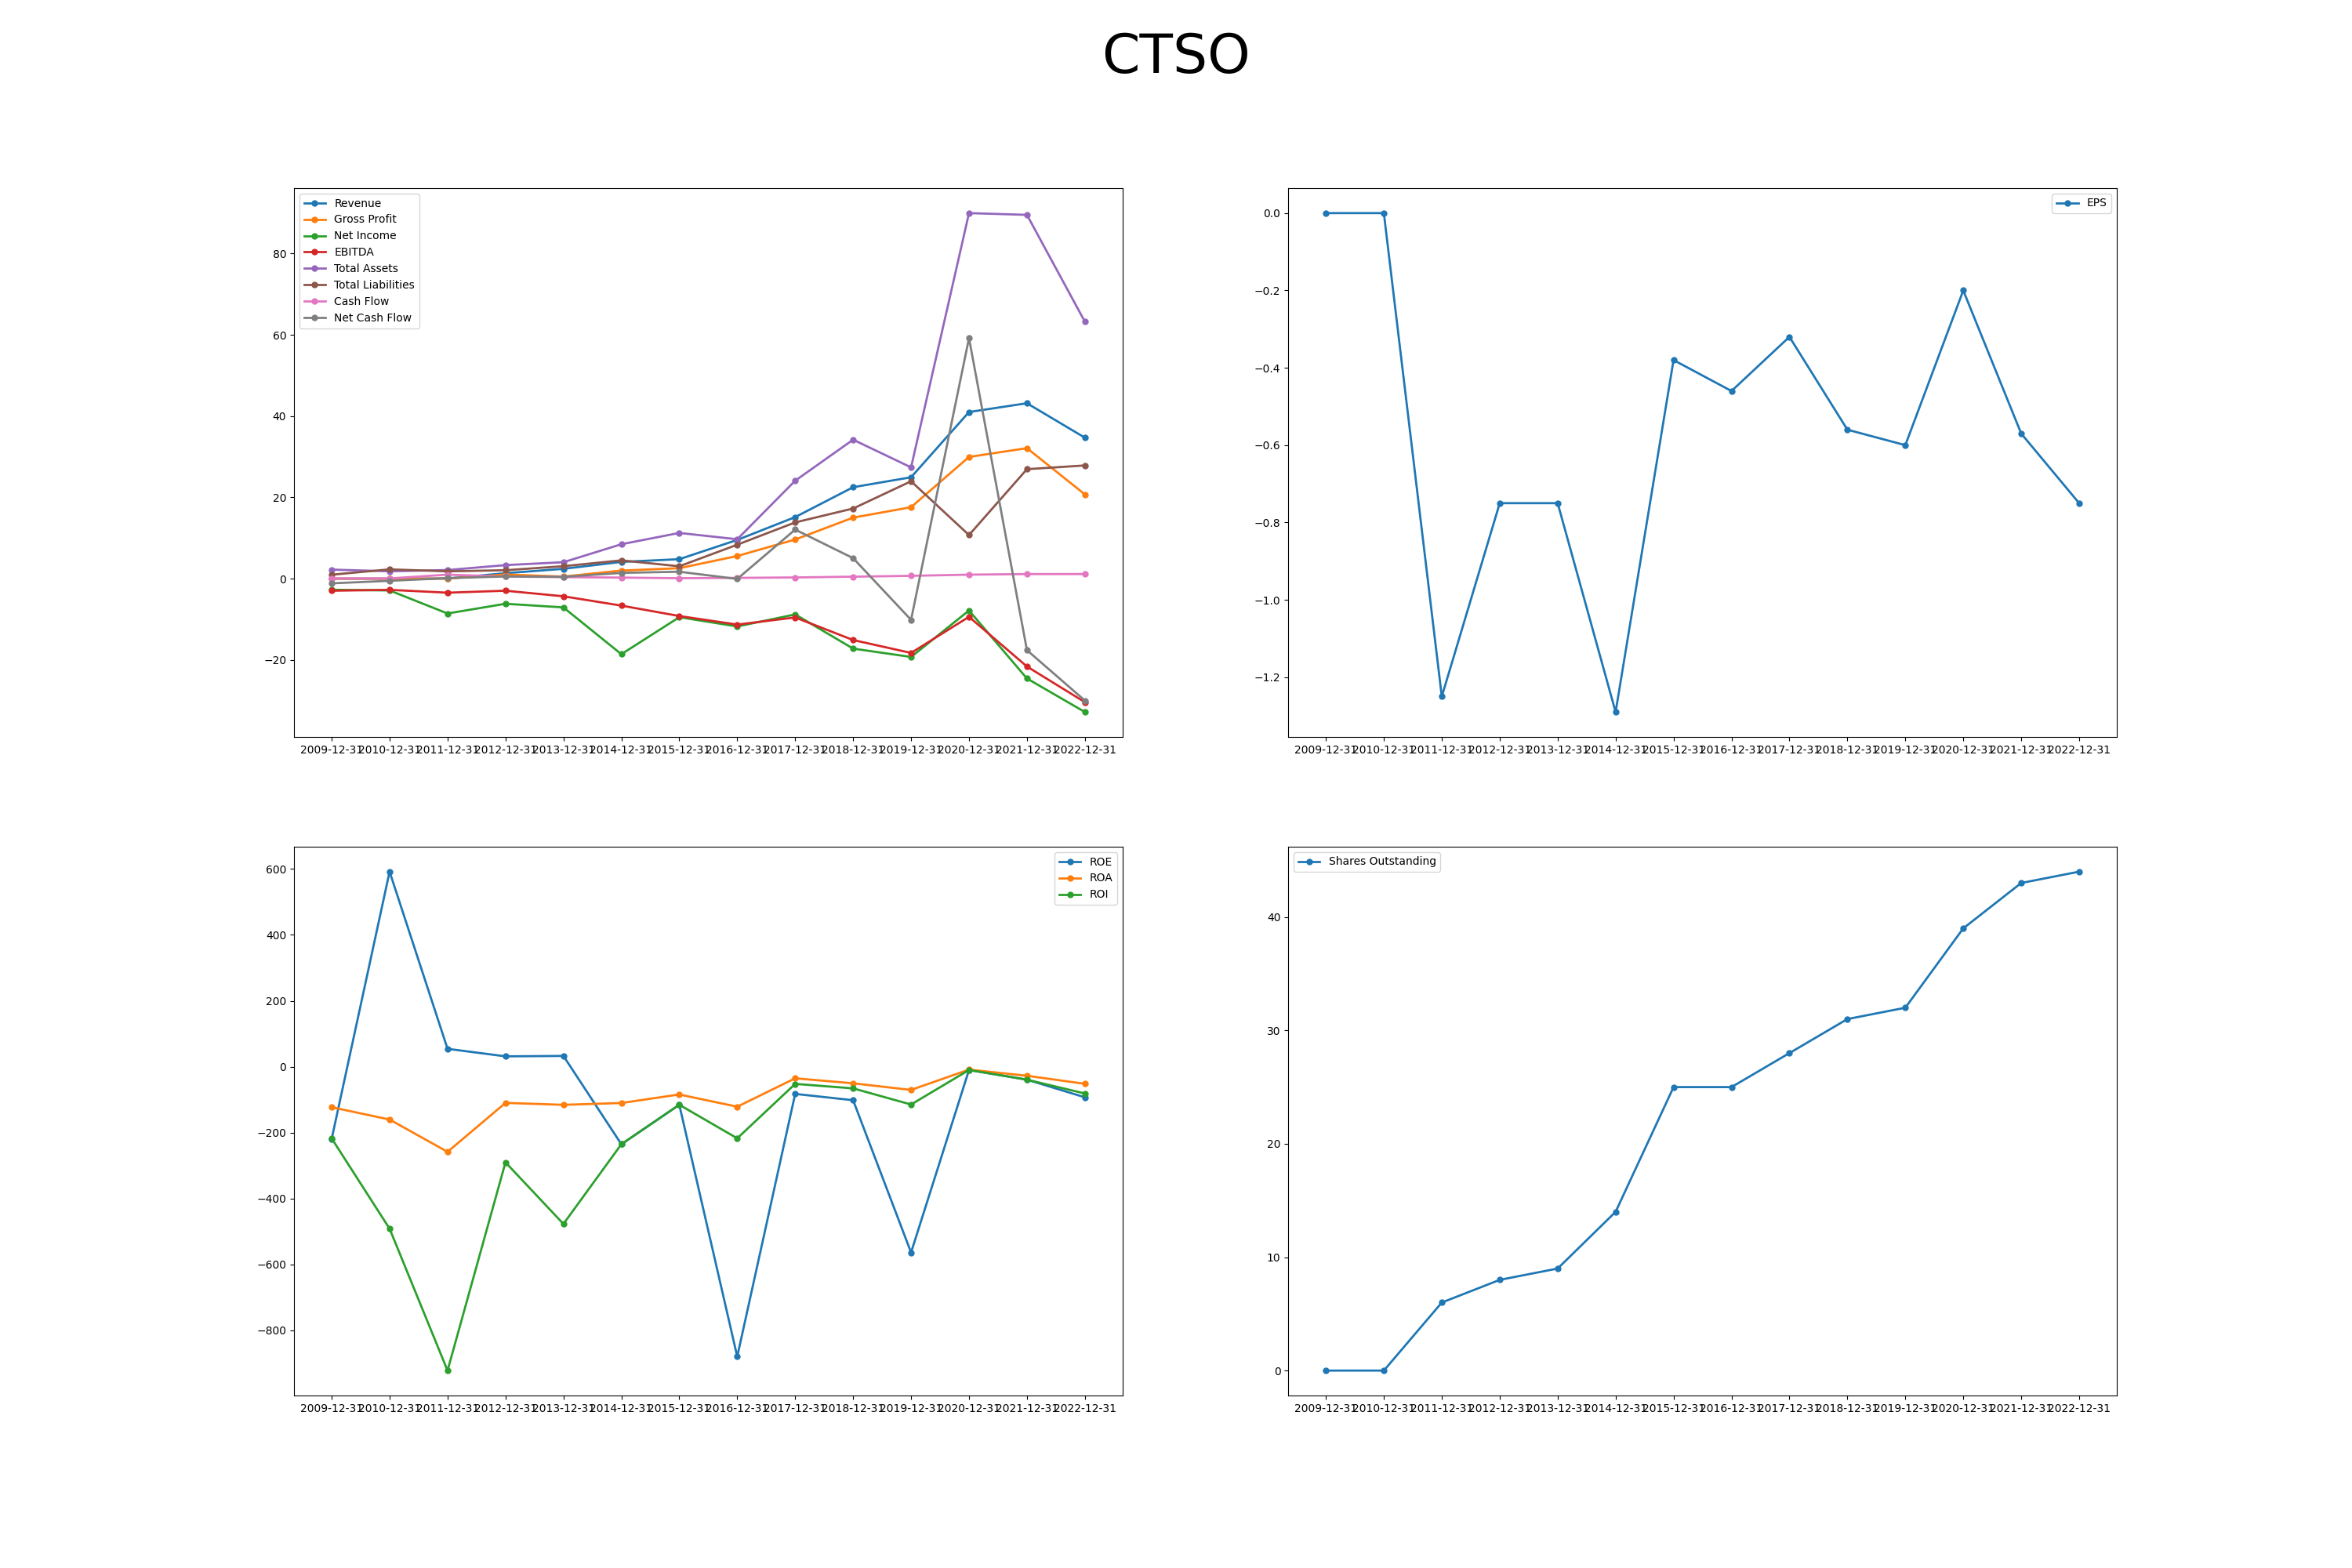 CTSO
Revenue
Gross Profit
Net Income
EBITDA
Total Assets
Total Liabilities
Cash Flow
Net Cash Flow
80
60
40
20
0
−20
2009-12-31 2010-12-31 2011-12-31 2012-12-31 2013-12-31 2014-12-31 2015-12-31 2016-12-31 2017-12-31 2018-12-31 2019-12-31 2020-12-31 2021-12-31 2022-12-31
EPS
0.0
−0.2
−0.4
−0.6
−0.8
−1.0
−1.2
2009-12-31 2010-12-31 2011-12-31 2012-12-31 2013-12-31 2014-12-31 2015-12-31 2016-12-31 2017-12-31 2018-12-31 2019-12-31 2020-12-31 2021-12-31 2022-12-31
ROE
ROA
ROI
600
400
200
0
−200
−400
−600
−800
2009-12-31 2010-12-31 2011-12-31 2012-12-31 2013-12-31 2014-12-31 2015-12-31 2016-12-31 2017-12-31 2018-12-31 2019-12-31 2020-12-31 2021-12-31 2022-12-31
Shares Outstanding
40
30
20
10
0
2009-12-31 2010-12-31 2011-12-31 2012-12-31 2013-12-31 2014-12-31 2015-12-31 2016-12-31 2017-12-31 2018-12-31 2019-12-31 2020-12-31 2021-12-31 2022-12-31